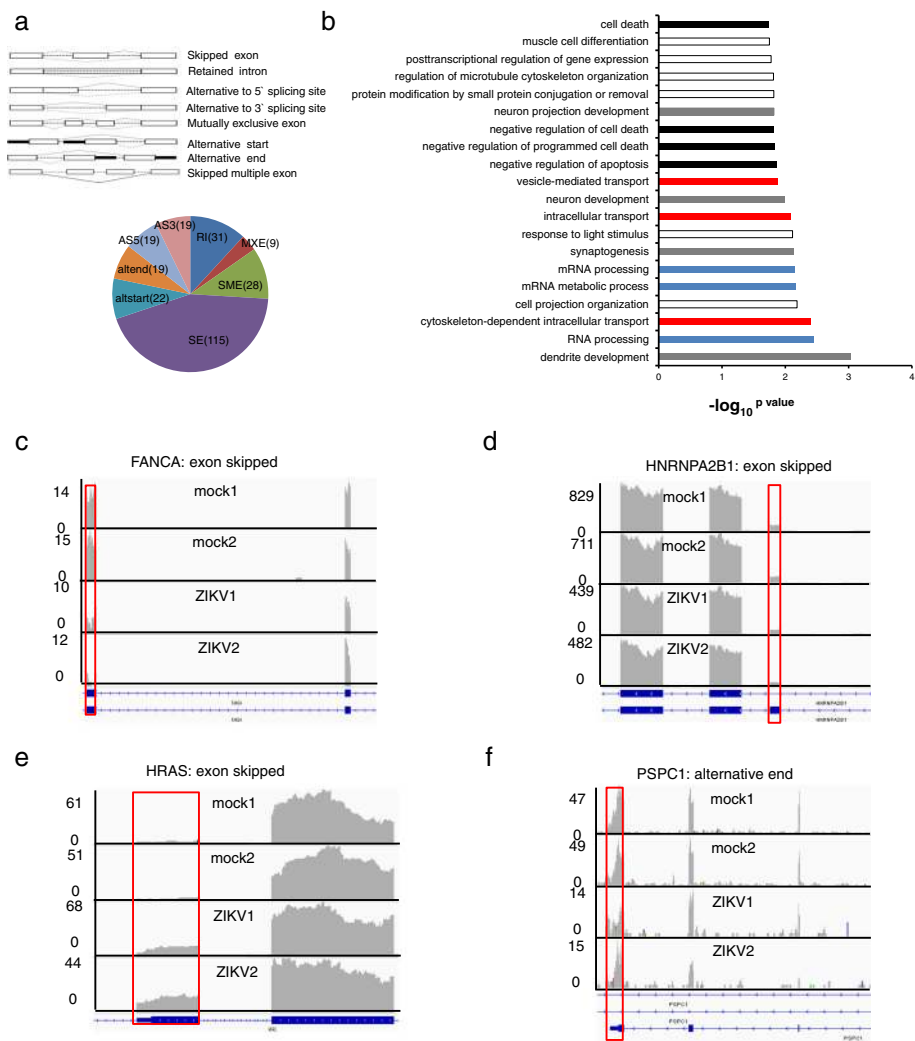 a
Skipped exon
Retained intron
Alternative to 5` splicing site
Alternative to 3` splicing site
Mutually exclusive exon
Alternative start
Alternative end
Skipped multiple exon
AS3(19)
RI(31)
AS5(19)
MXE(9)
altend(19)
SME(28)
altstart(22)
SE(115)
b
cell death
muscle cell differentiation
posttranscriptional regulation of gene expression
regulation of microtubule cytoskeleton organization
protein modification by small protein conjugation or removal
neuron projection development
negative regulation of cell death
negative regulation of programmed cell death
negative regulation of apoptosis
vesicle-mediated transport
neuron development
intracellular transport
response to light stimulus
synaptogenesis
mRNA processing
mRNA metabolic process
cell projection organization
cytoskeleton-dependent intracellular transport
RNA processing
dendrite development
0 1 2 3 4
-log10 p value
c
FANCA: exon skipped
14
mock1
0
15
mock2
0
10
ZIKV1
0
12
ZIKV2
0
d
HNRNPA2B1: exon skipped
829
mock1
0
711
mock2
0
439
ZIKV1
0
482
ZIKV2
0
HNRNPA2B1
HNRNPA2B1
e
HRAS: exon skipped
61
mock1
0
51
mock2
0
68
ZIKV1
0
44
ZIKV2
0
f
PSPC1: alternative end
47
mock1
0
49
mock2
0
14
ZIKV1
0
15
ZIKV2
0
PSPC1
PSPC1
PSPC1